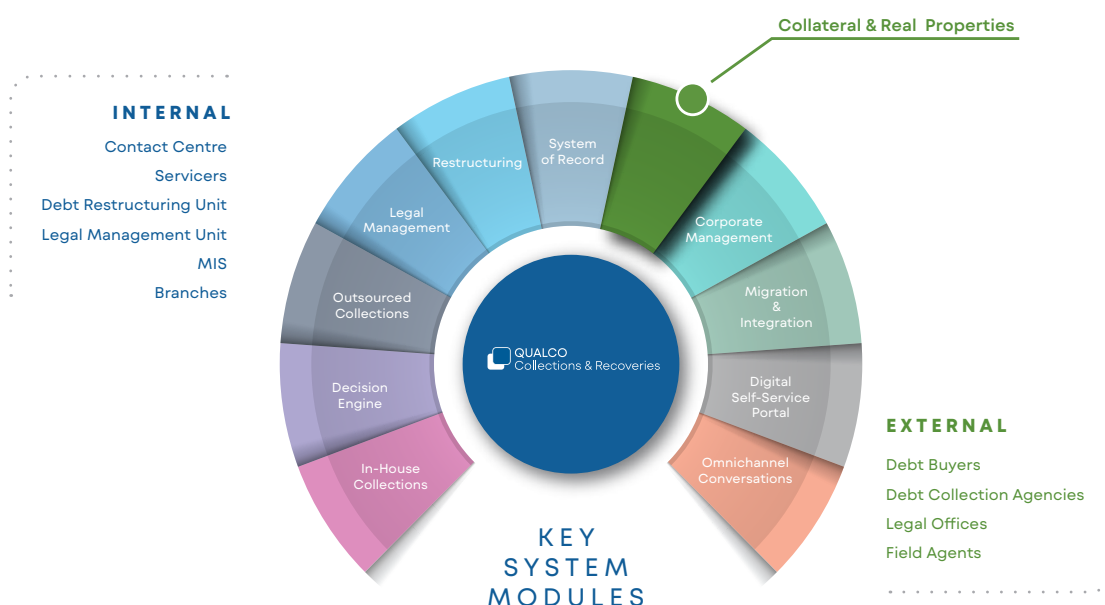 Collateral & Real Properties
INTERNAL
Contact Centre
Servicers
Debt Restructuring Unit
Legal Management Unit
MIS
Branches
System
of Record
Restructuring
Legal
Management
Corporate
Management
Outsourced
Collections
Migration
&
Integration
QUALCO
Collections & Recoveries
Decision
Engine
Digital
Self-Service
Portal
In-House
Collections
Omnichannel
Conversations
EXTERNAL
Debt Buyers
Debt Collection Agencies
Legal Offices
Field Agents
KEY
SYSTEM
MODULES